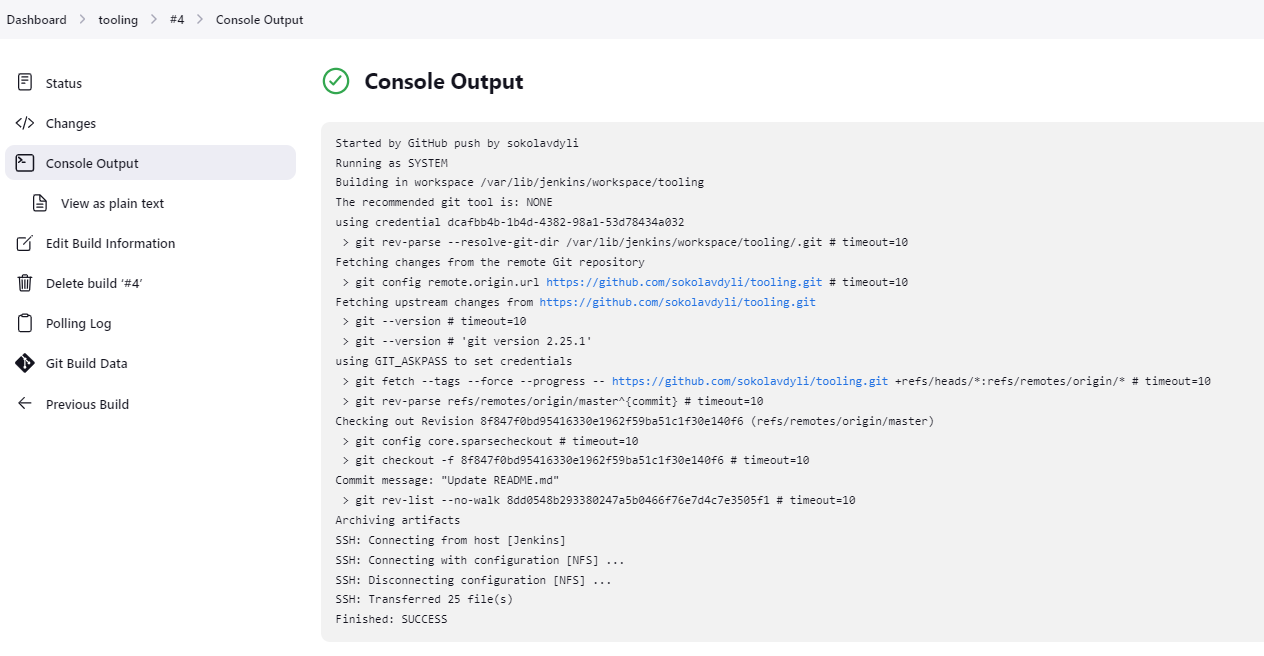 Dashboard > tooling > #4 > Console Output
Status
Changes
Console Output
View as plain text
Edit Build Information
Delete build ‘#4’
Polling Log
Git Build Data
Previous Build
Console Output
Started by GitHub push by sokolavdyli
Running as SYSTEM
Building in workspace /var/lib/jenkins/workspace/tooling
The recommended git tool is: NONE
using credential dcafbb4b-1b4d-4382-98a1-53d78434a032
 > git rev-parse --resolve-git-dir /var/lib/jenkins/workspace/tooling/.git # timeout=10
Fetching changes from the remote Git repository
 > git config remote.origin.url https://github.com/sokolavdyli/tooling.git # timeout=10
Fetching upstream changes from https://github.com/sokolavdyli/tooling.git
 > git --version # timeout=10
 > git --version # 'git version 2.25.1'
using GIT_ASKPASS to set credentials
 > git fetch --tags --force --progress -- https://github.com/sokolavdyli/tooling.git +refs/heads/*:refs/remotes/origin/* # timeout=10
 > git rev-parse refs/remotes/origin/master^{commit} # timeout=10
Checking out Revision 8f847f0bd95416330e1962f59ba51c1f30e140f6 (refs/remotes/origin/master)
 > git config core.sparsecheckout # timeout=10
 > git checkout -f 8f847f0bd95416330e1962f59ba51c1f30e140f6 # timeout=10
Commit message: "Update README.md"
 > git rev-list --no-walk 8dd0548b293380247a5b0466f76e7d4c7e3505f1 # timeout=10
Archiving artifacts
SSH: Connecting from host [Jenkins]
SSH: Connecting with configuration [NFS] ...
SSH: Disconnecting configuration [NFS] ...
SSH: Transferred 25 file(s)
Finished: SUCCESS